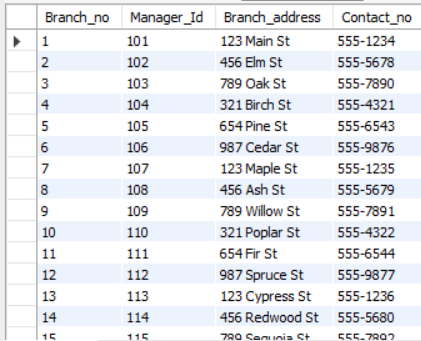 Branch_no Manager_Id Branch_address Contact_no
1 101 123 Main St 555-1234
2 102 456 Elm St 555-5678
3 103 789 Oak St 555-7890
4 104 321 Birch St 555-4321
5 105 654 Pine St 555-6543
6 106 987 Cedar St 555-9876
7 107 123 Maple St 555-1235
8 108 456 Ash St 555-5679
9 109 789 Willow St 555-7891
10 110 321 Poplar St 555-4322
11 111 654 Fir St 555-6544
12 112 987 Spruce St 555-9877
13 113 123 Cypress St 555-1236
14 114 456 Redwood St 555-5680
15 115 789 Sequoia St 555-7892